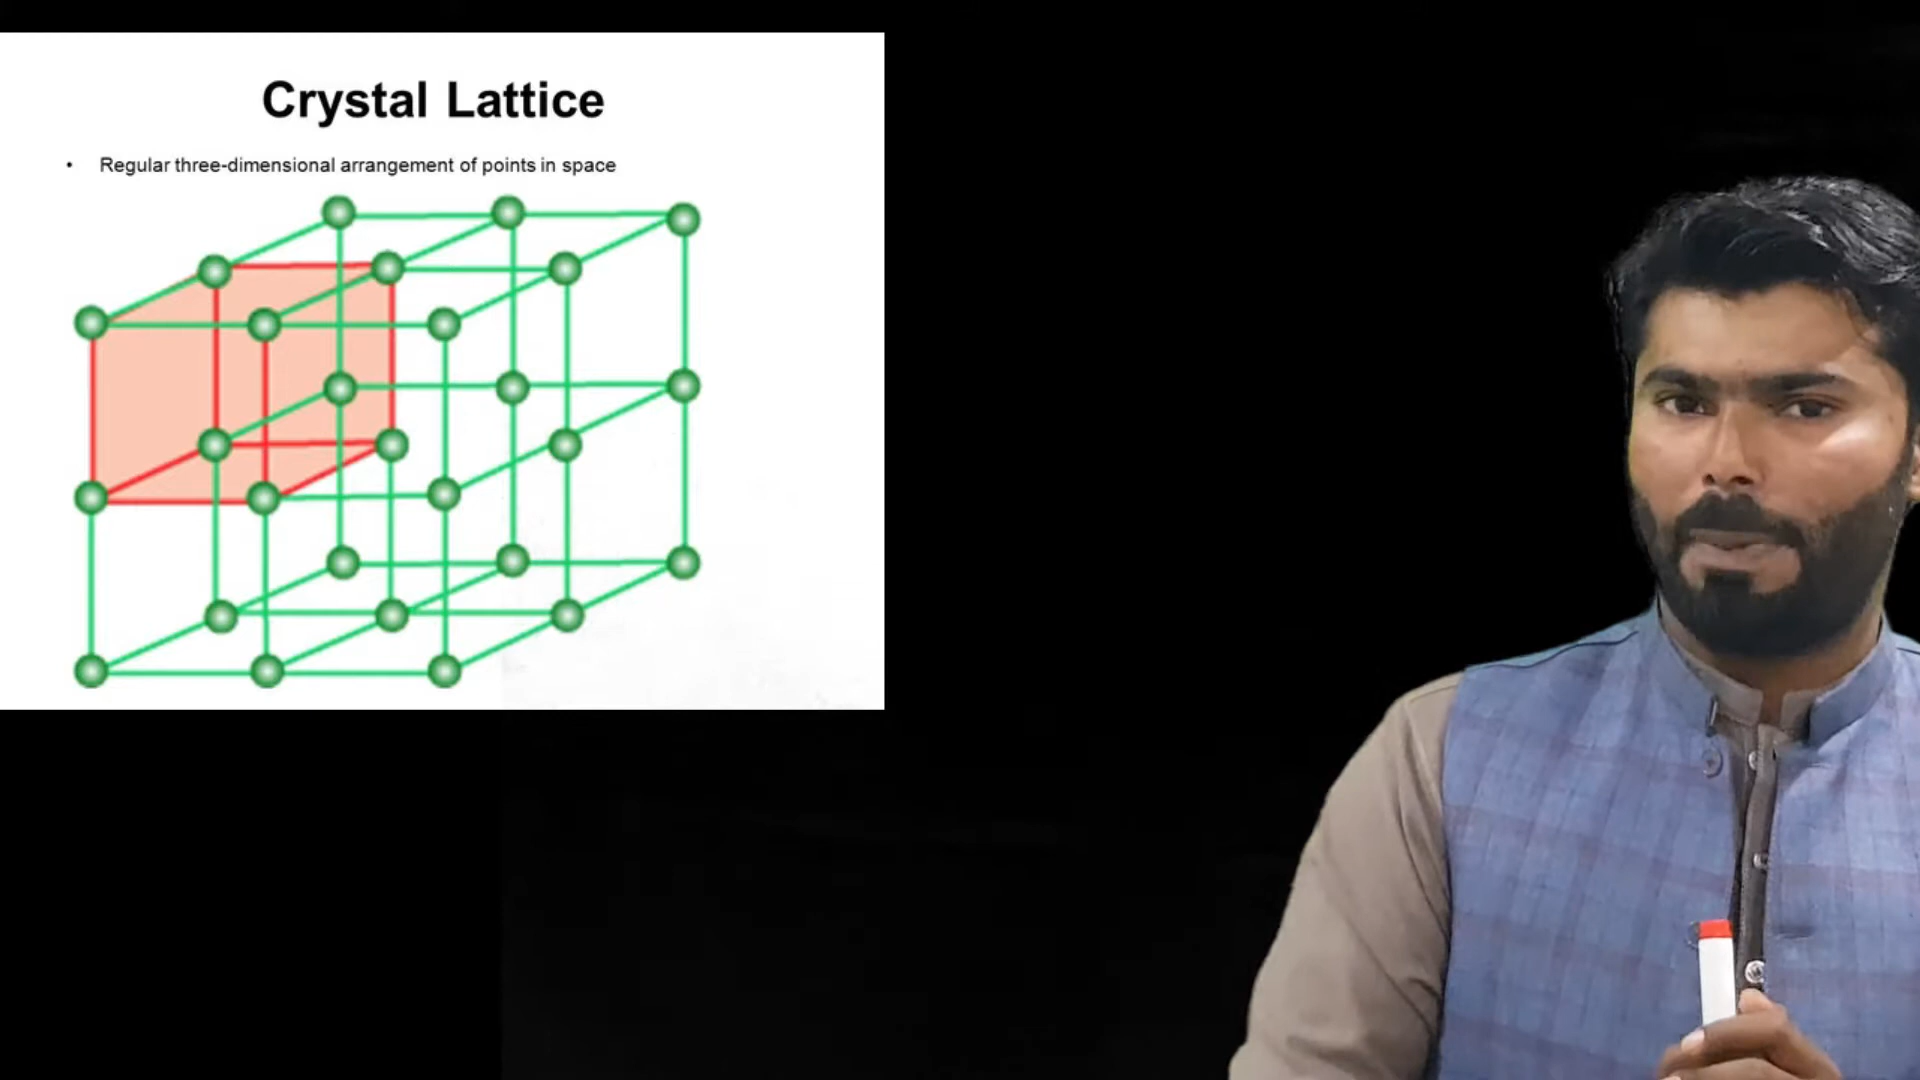 Crystal Lattice
• Regular three-dimensional arrangement of points in space